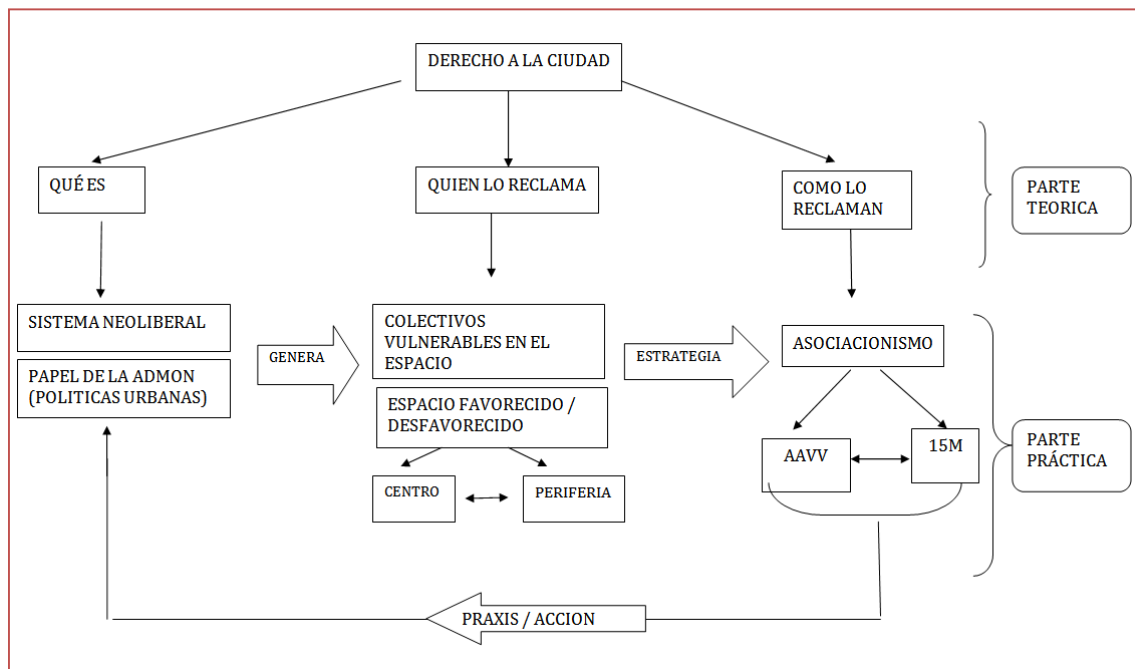 DERECHO A LA CIUDAD
QUÉ ES
QUIEN LO RECLAMA
COMO LO
RECLAMAN
PARTE
TEORICA
SISTEMA NEOLIBERAL
PAPEL DE LA ADMON
(POLITICAS URBANAS)
GENERA
COLECTIVOS
VULNERABLES EN EL
ESPACIO
ESPACIO FAVORECIDO /
DESFAVORECIDO
CENTRO
PERIFERIA
ESTRATEGIA
ASOCIACIONISMO
AAVV
15M
PARTE
PRÁCTICA
PRAXIS / ACCION